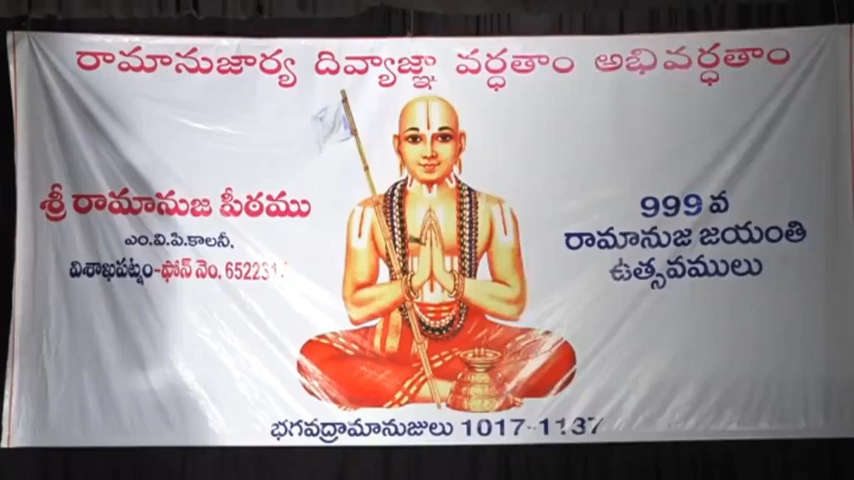 రామానుజార్య దివ్యాజ్ఞా వర్ధతాం అభివర్ధతాం
శ్రీ రామానుజ పీఠము
ఎం.వి.పి.కాలనీ.
విశాఖపట్నం-ఫోన్ నెం.
999 వ
రామానుజ జయంతి
ఉత్సవములు
భగవద్రామానుజులు 1017-1137